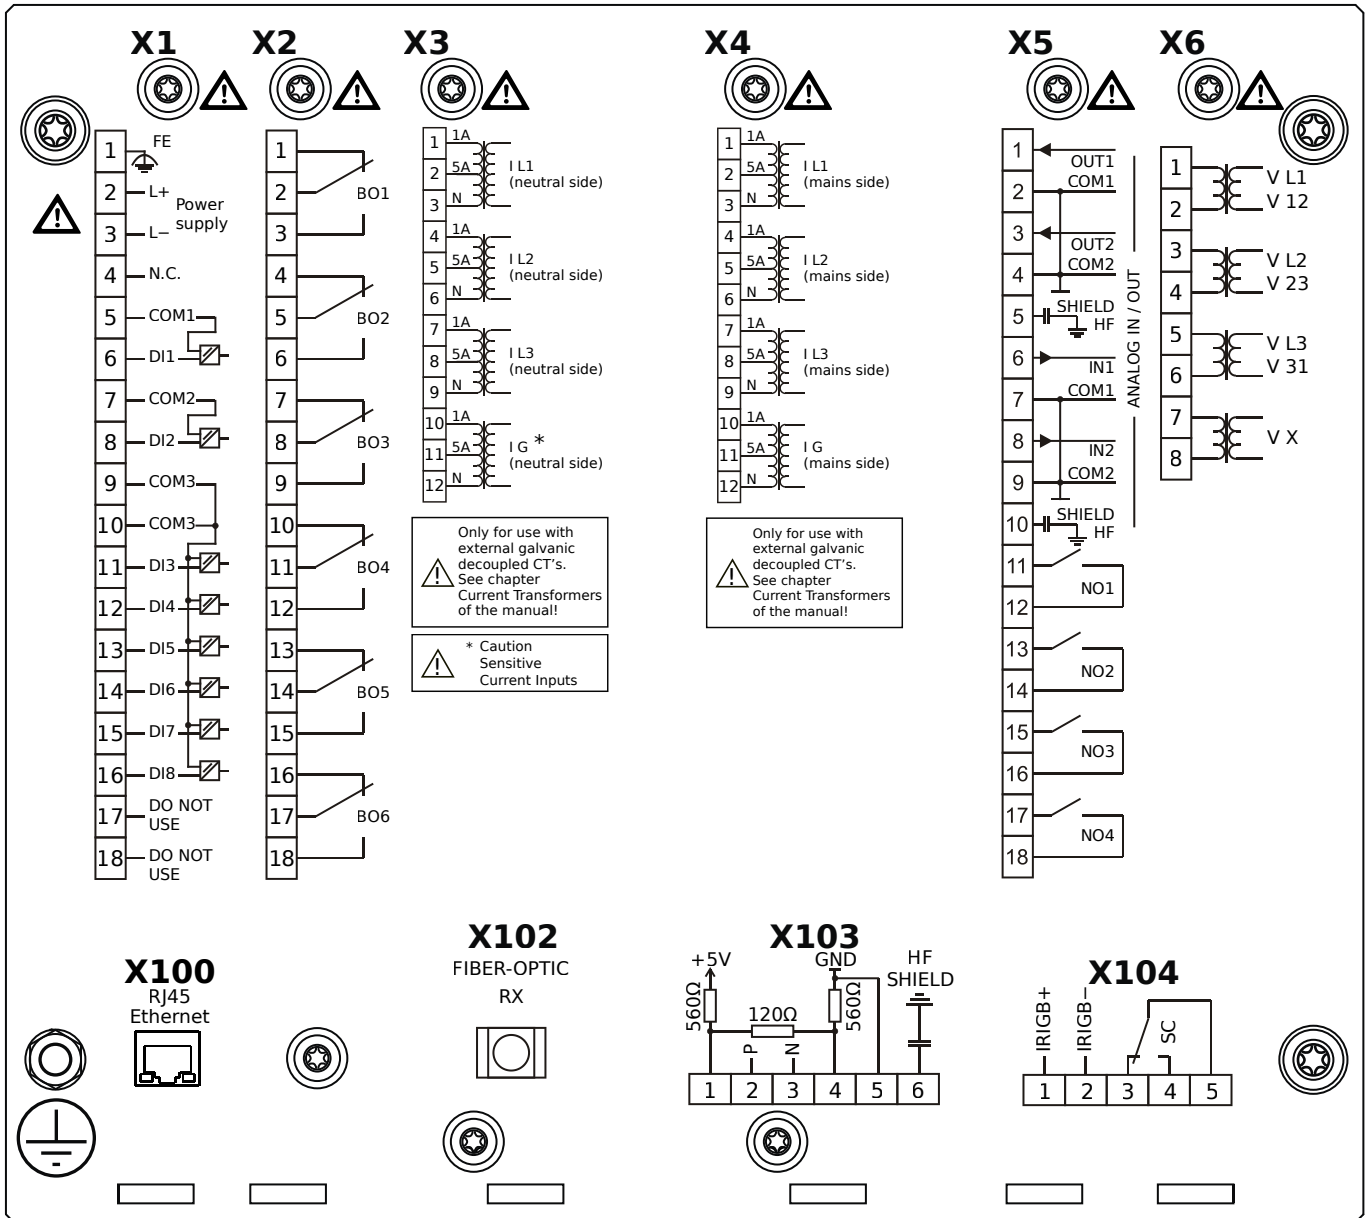 X1
X2
X3
X4
X5
X6
1
FE
2
L+
Power
supply
3
L−
4
N.C.
5
COM1
6
DI1
7
COM2
8
DI2
9
COM3
10
COM3
11
DI3
12
DI4
13
DI5
14
DI6
15
DI7
16
DI8
17
DO NOT
USE
18
DO NOT
USE
1
2
BO1
3
4
5
BO2
6
7
8
BO3
9
10
11
BO4
12
13
14
BO5
15
16
17
BO6
18
1
1A
2
5A
3
N
I L1
(neutral side)
4
1A
5
5A
6
N
I L2
(neutral side)
7
1A
8
5A
9
N
I L3
(neutral side)
10
1A
11
5A
12
N
I G *
(neutral side)
Only for use with
external galvanic
decoupled CT's.
See chapter
Current Transformers
of the manual!
* Caution
Sensitive
Current Inputs
1
1A
2
5A
3
N
I L1
(mains side)
4
1A
5
5A
6
N
I L2
(mains side)
7
1A
8
5A
9
N
I L3
(mains side)
10
1A
11
5A
12
N
I G
(mains side)
Only for use with
external galvanic
decoupled CT's.
See chapter
Current Transformers
of the manual!
1
OUT1
2
COM1
3
OUT2
4
COM2
5
SHIELD
HF
6
IN1
7
COM1
8
IN2
9
COM2
10
SHIELD
HF
ANALOG IN / OUT
11
NO1
12
13
NO2
14
15
NO3
16
17
NO4
18
1
V L1
2
V 12
3
V L2
4
V 23
5
V L3
6
V 31
7
V X
8
X100
RJ45
Ethernet
X102
FIBER-OPTIC
RX
X103
+5V
GND
HF
SHIELD
560Ω
120Ω
560Ω
P
N
1 2 3 4 5 6
X104
IRIGB+
IRIGB−
SC
1 2 3 4 5